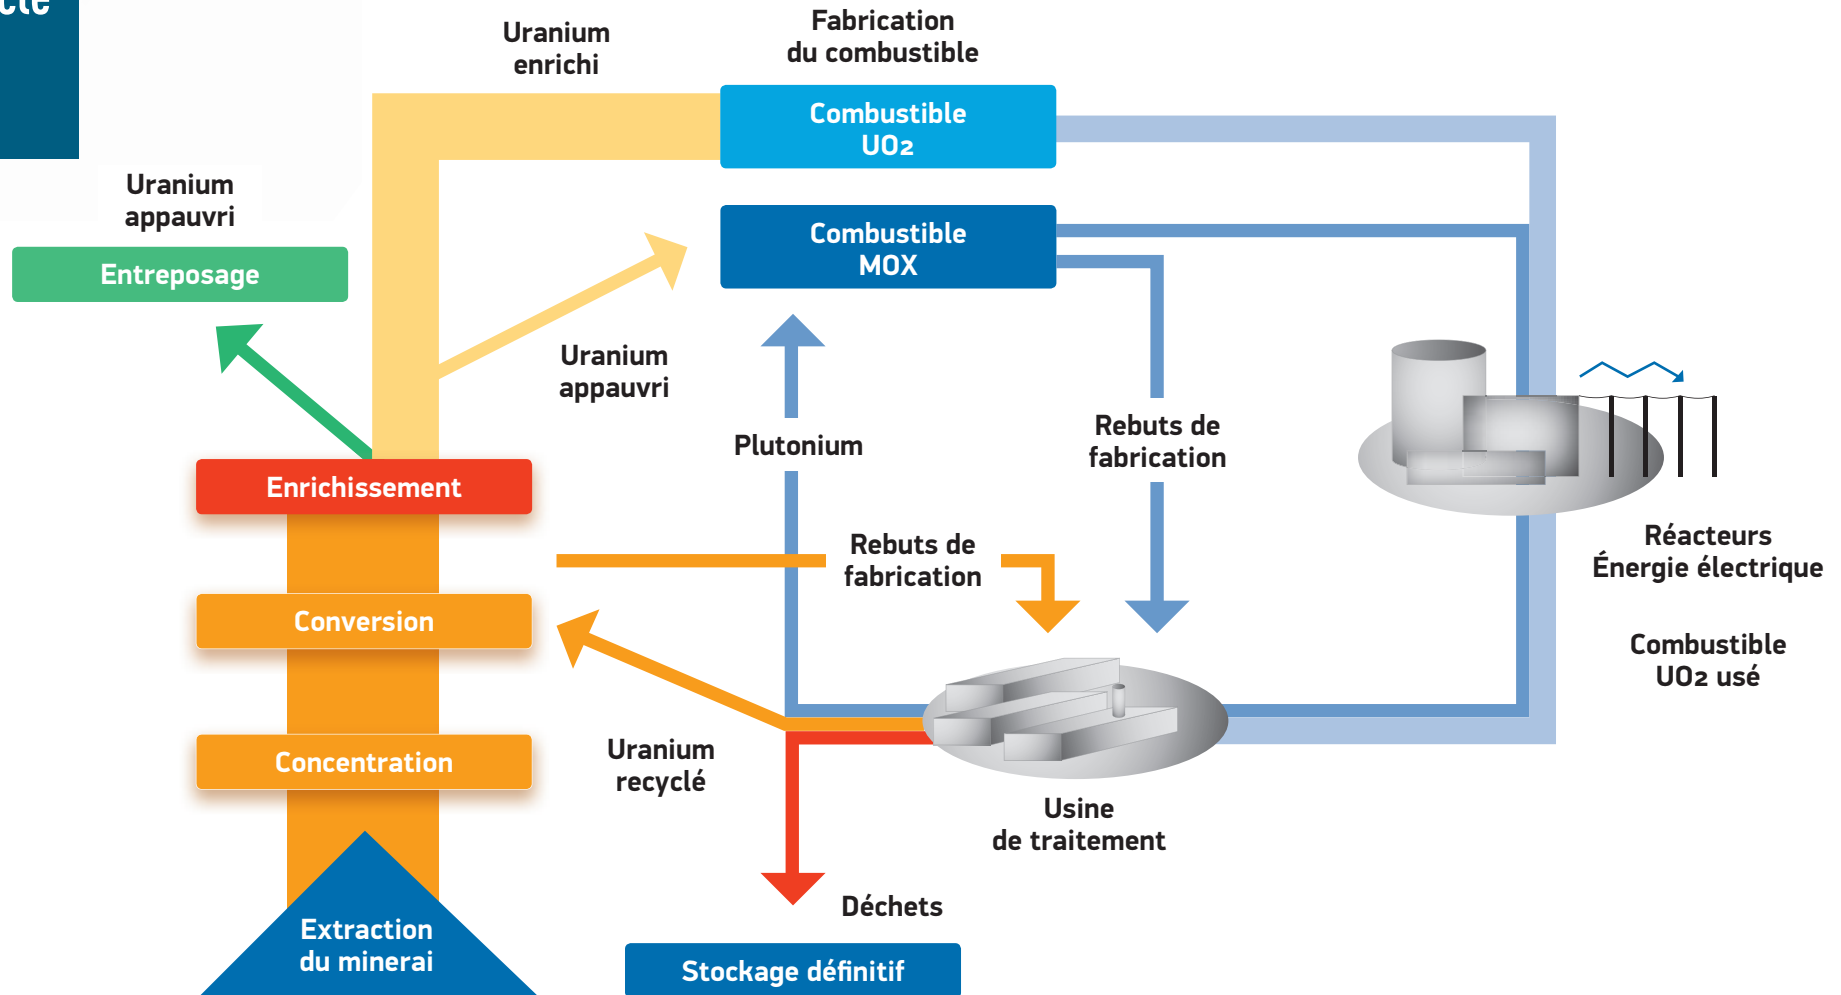 Uranium
enrichi
Fabrication
du combustible
Combustible
UO2
Uranium
appauvri
Entreposage
Combustible
MOX
Uranium
appauvri
Plutonium
Rebuts de
fabrication
Enrichissement
Rebuts de
fabrication
Réacteurs
Énergie électrique
Conversion
Combustible
UO2 usé
Concentration
Uranium
recyclé
Usine
de traitement
Déchets
Extraction
du minerai
Stockage définitif